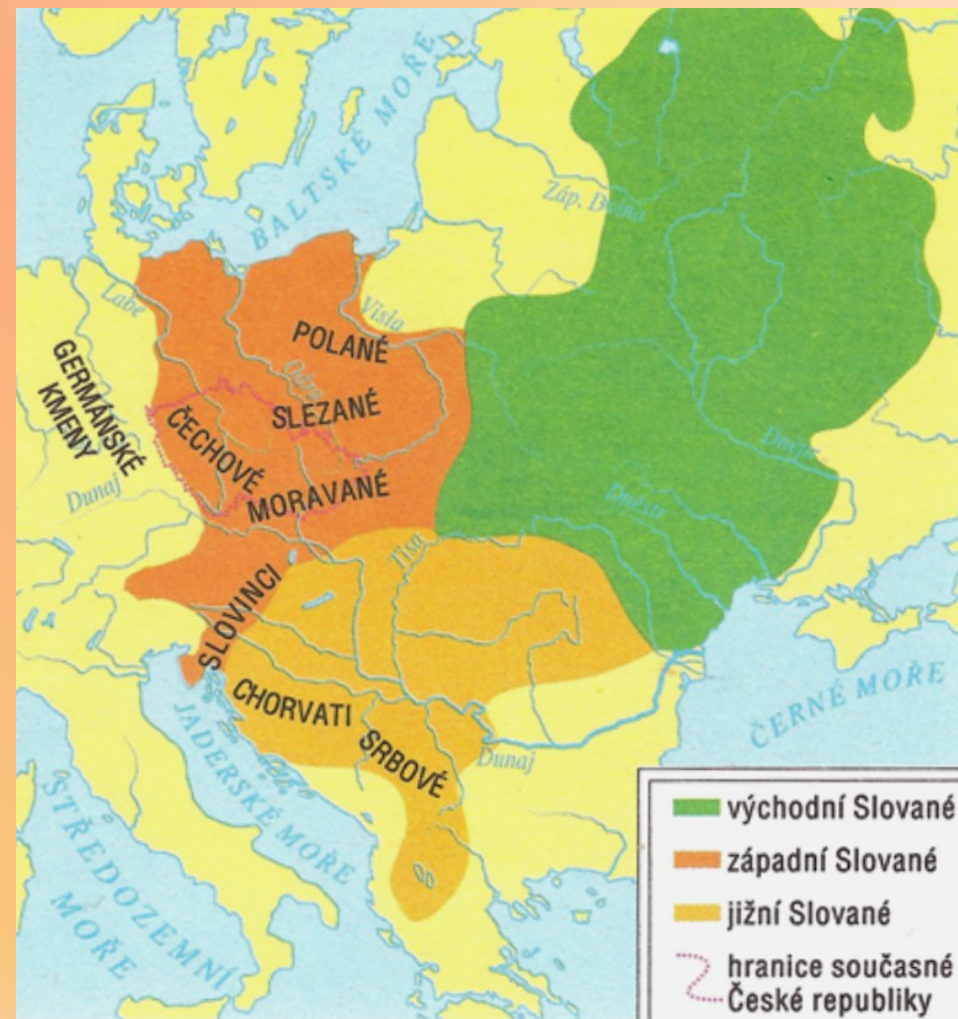 BALTSKÉ MOŘE
Záp. Dvina
Labe
Visla
POLANÉ
Odra
GERMÁNSKÉ
KMENY
SLEZANÉ
ČECHOVÉ
Dněpr
Dunaj
MORAVANÉ
Dněstr
Tisa
SLOVINCI
CHORVATI
SRBOVÉ
Dunaj
ČERNÉ MOŘE
JADERSKÉ MOŘE
STŘEDOZEMNÍ
MOŘE
východní Slované
západní Slované
jižní Slované
hranice současné
České republiky